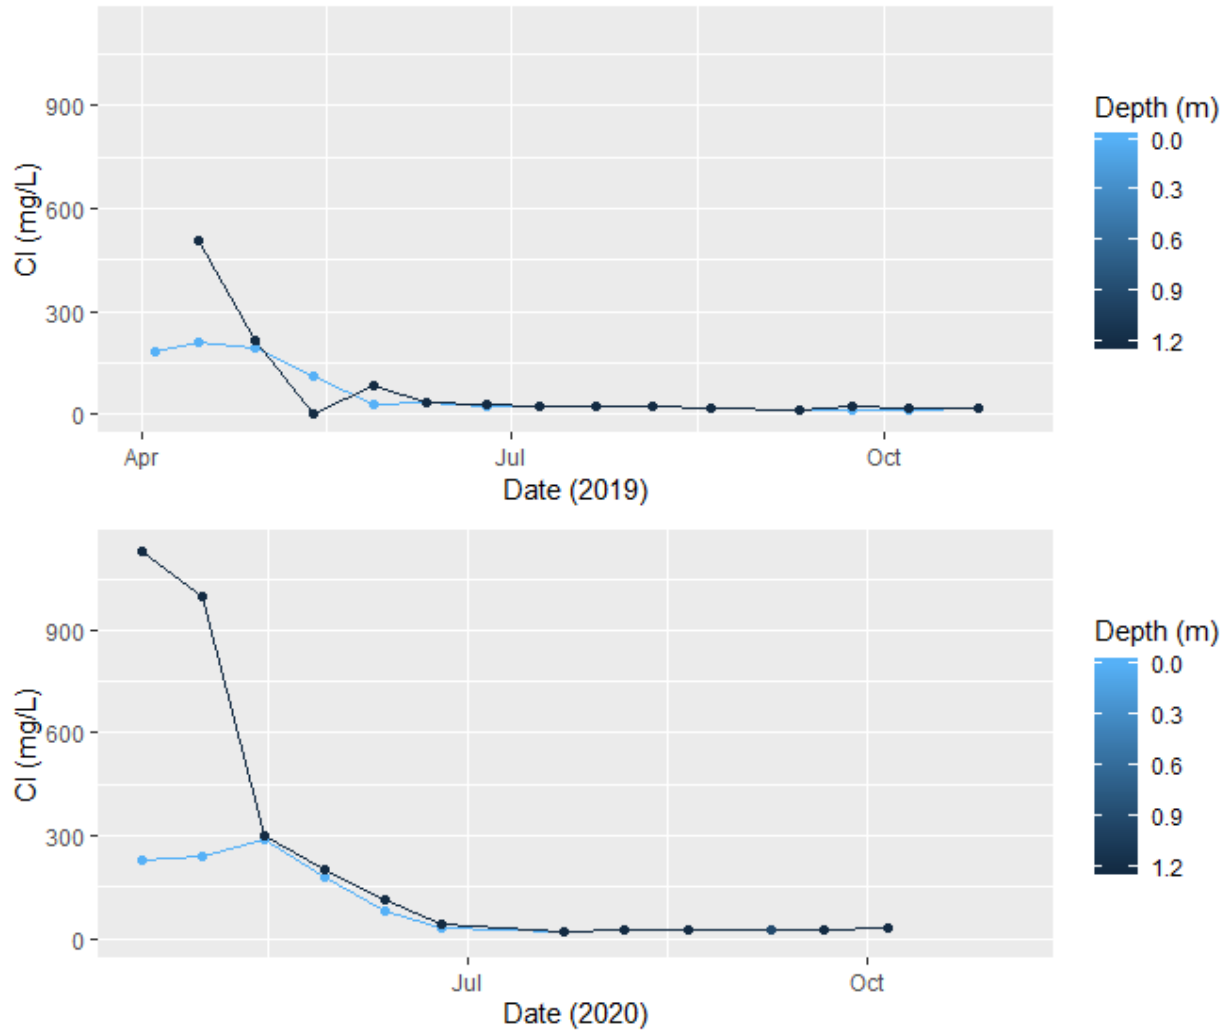 900
600
300
0
Cl (mg/L)
Apr
Jul
Oct
Date (2019)
Depth (m)
0.0
0.3
0.6
0.9
1.2
900
600
300
0
Cl (mg/L)
Jul
Oct
Date (2020)
Depth (m)
0.0
0.3
0.6
0.9
1.2